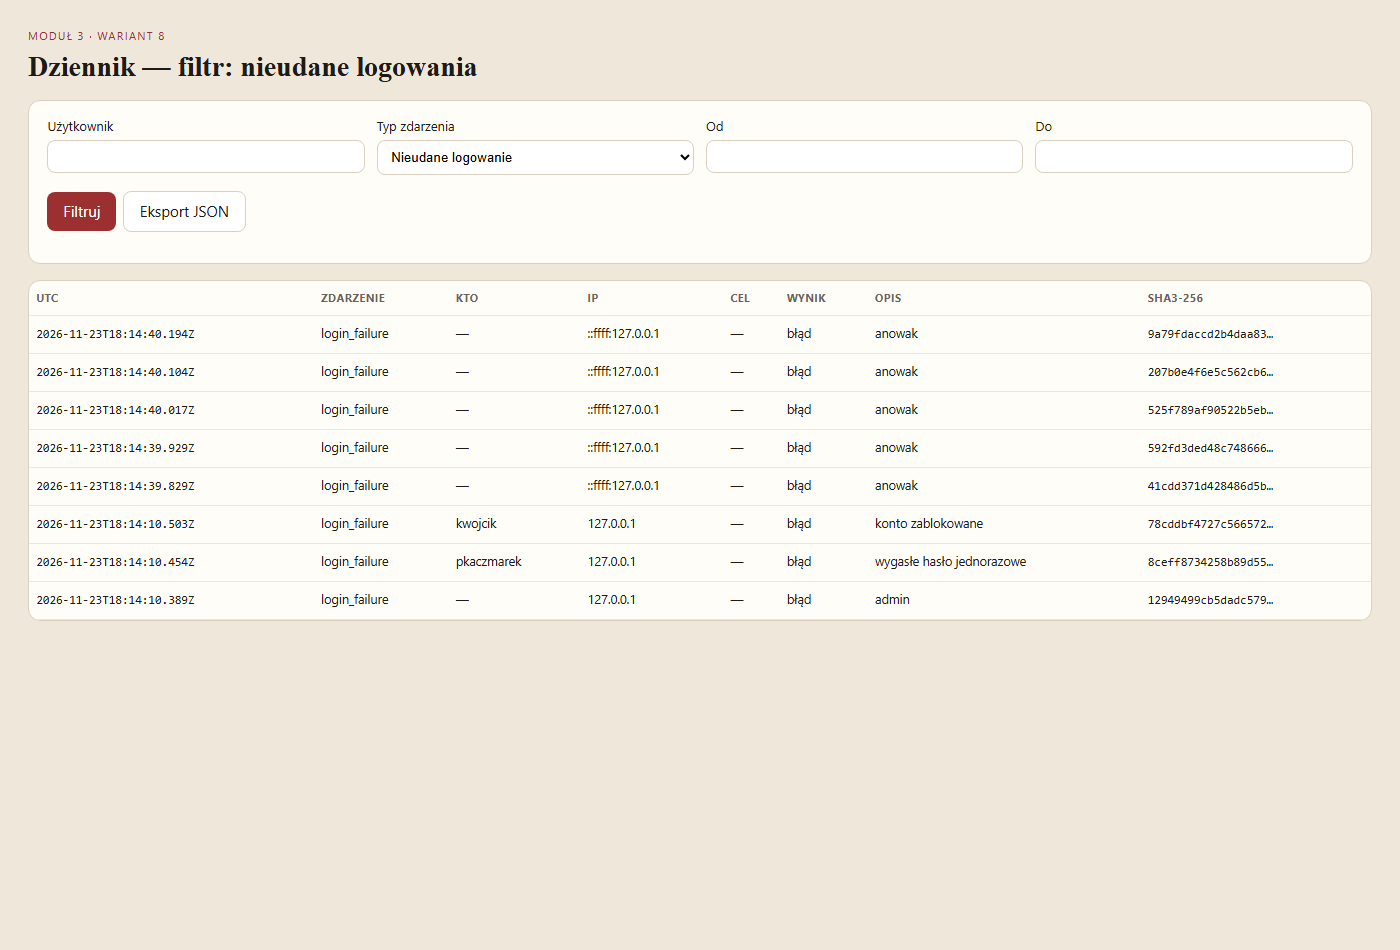 MODUŁ 3 · WARIANT 8
Dziennik — filtr: nieudane logowania
Użytkownik Typ zdarzenia Od Do
Nieudane logowanie
Filtruj Eksport JSON
UTC ZDARZENIE KTO IP CEL WYNIK OPIS SHA3-256
2026-11-23T18:14:40.194Z login_failure — ::ffff:127.0.0.1 — błąd anowak 9a79fdaccd2b4daa83…
2026-11-23T18:14:40.104Z login_failure — ::ffff:127.0.0.1 — błąd anowak 207b0e4f6e5c562cb6…
2026-11-23T18:14:40.017Z login_failure — ::ffff:127.0.0.1 — błąd anowak 525f789af90522b5eb…
2026-11-23T18:14:39.929Z login_failure — ::ffff:127.0.0.1 — błąd anowak 592fd3ded48c748666…
2026-11-23T18:14:39.829Z login_failure — ::ffff:127.0.0.1 — błąd anowak 41cdd371d428486d5b…
2026-11-23T18:14:10.503Z login_failure kwojcik 127.0.0.1 — błąd konto zablokowane 78cddbf4727c566572…
2026-11-23T18:14:10.454Z login_failure pkaczmarek 127.0.0.1 — błąd wygasłe hasło jednorazowe 8ceff8734258b89d55…
2026-11-23T18:14:10.389Z login_failure — 127.0.0.1 — błąd admin 12949499cb5dadc579…